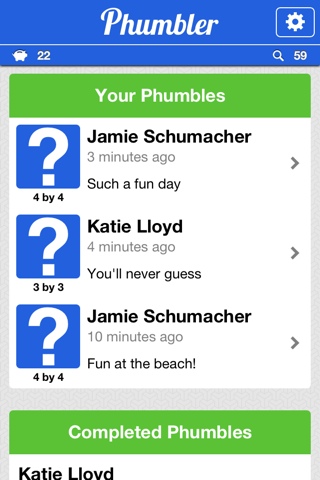 Phumbler
22
59
Your Phumbles
?
Jamie Schumacher
3 minutes ago
Such a fun day
4 by 4
?
Katie Lloyd
4 minutes ago
You'll never guess
3 by 3
?
Jamie Schumacher
10 minutes ago
Fun at the beach!
4 by 4
Completed Phumbles
Katie Lloyd